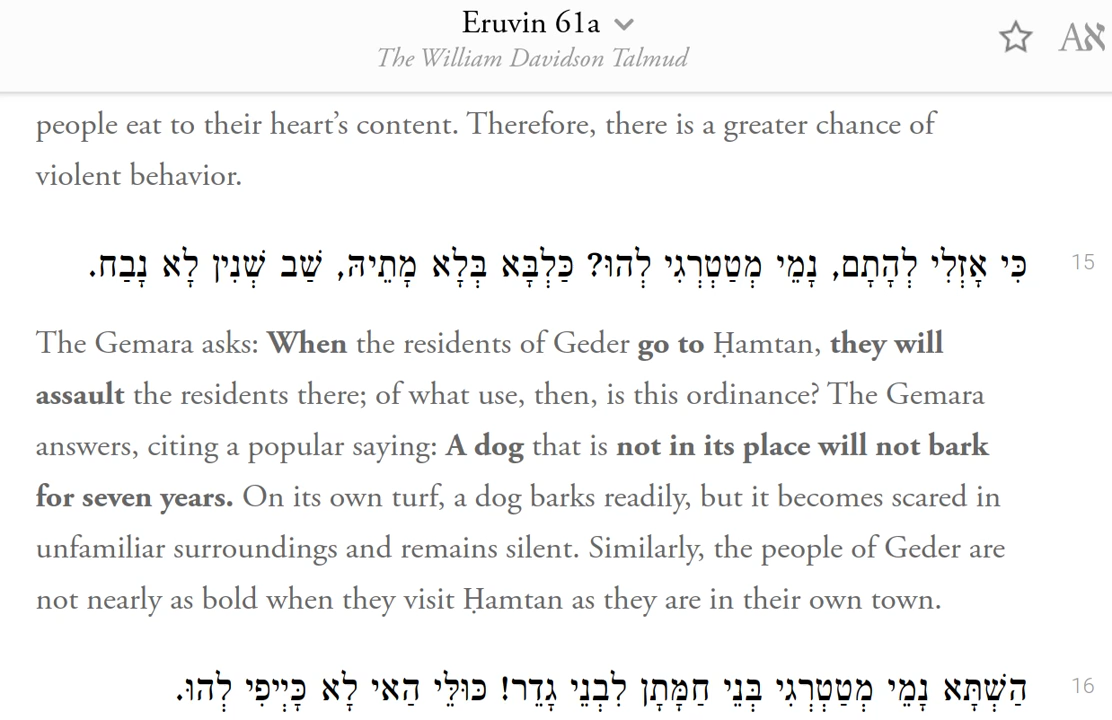 Eruvin 61a
The William Davidson Talmud
Aא
people eat to their heart’s content. Therefore, there is a greater chance of
violent behavior.
כִּי אָזְלִי לְהָתָם, נָמֵי מְטַטְרְגִי לְהוּ? כַּלְבָּא בְּלָא מָתֵיהּ, שַׁב שְׁנִין לָא נָבַח.
15
The Gemara asks: When the residents of Geder go to Ḥamtan, they will
assault the residents there; of what use, then, is this ordinance? The Gemara
answers, citing a popular saying: A dog that is not in its place will not bark
for seven years. On its own turf, a dog barks readily, but it becomes scared in
unfamiliar surroundings and remains silent. Similarly, the people of Geder are
not nearly as bold when they visit Ḥamtan as they are in their own town.
הַשְׁתָּא נָמֵי מְטַטְרְגִי בְּנֵי חַמְּתָן לִבְנֵי גָדֵר! כּוּלֵּי הַאי לָא כָּיְיפִי לְהוּ.
16